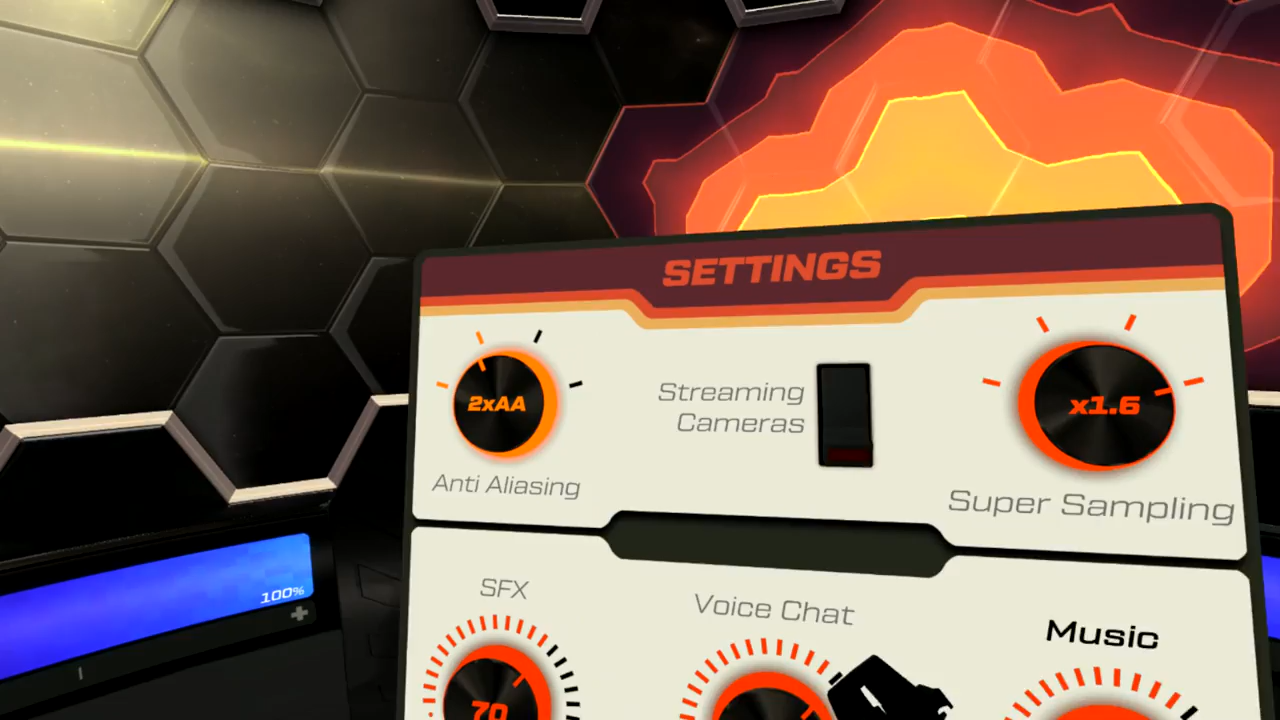 SETTINGS
2xAA
Anti Aliasing
Streaming
Cameras
x1.6
Super Sampling
100%
SFX
Voice Chat
Music
70